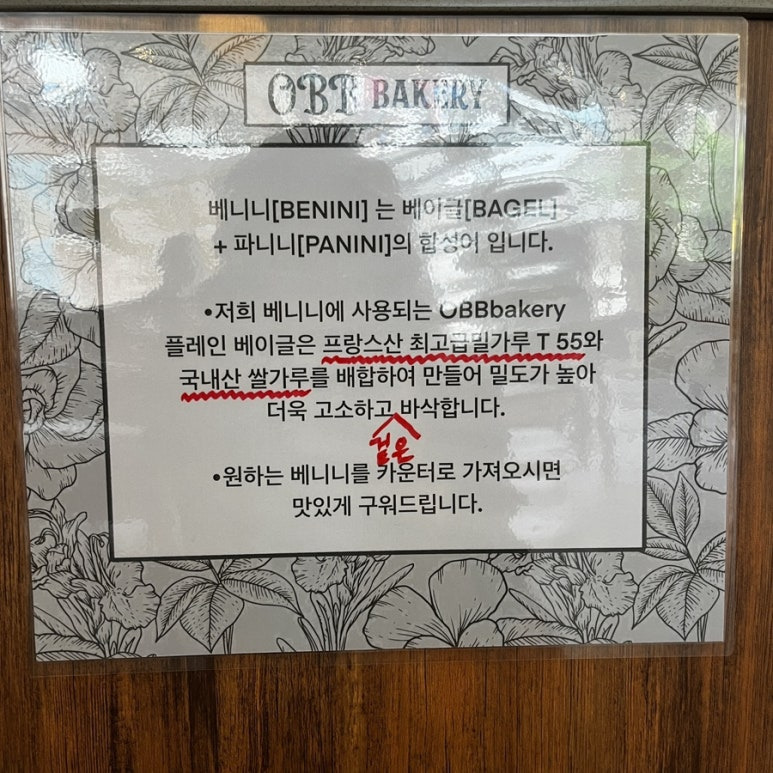 OBB BAKERY
베니니[BENINI] 는 베이글[BAGEL]
+ 파니니[PANINI]의 합성어 입니다.
•저희 베니니에 사용되는 OBBbakery
플레인 베이글은 프랑스산 최고급밀가루 T 55와
국내산 쌀가루를 배합하여 만들어 밀도가 높아
더욱 고소하고 바삭합니다.
겉은
•원하는 베니니를 카운터로 가져오시면
맛있게 구워드립니다.